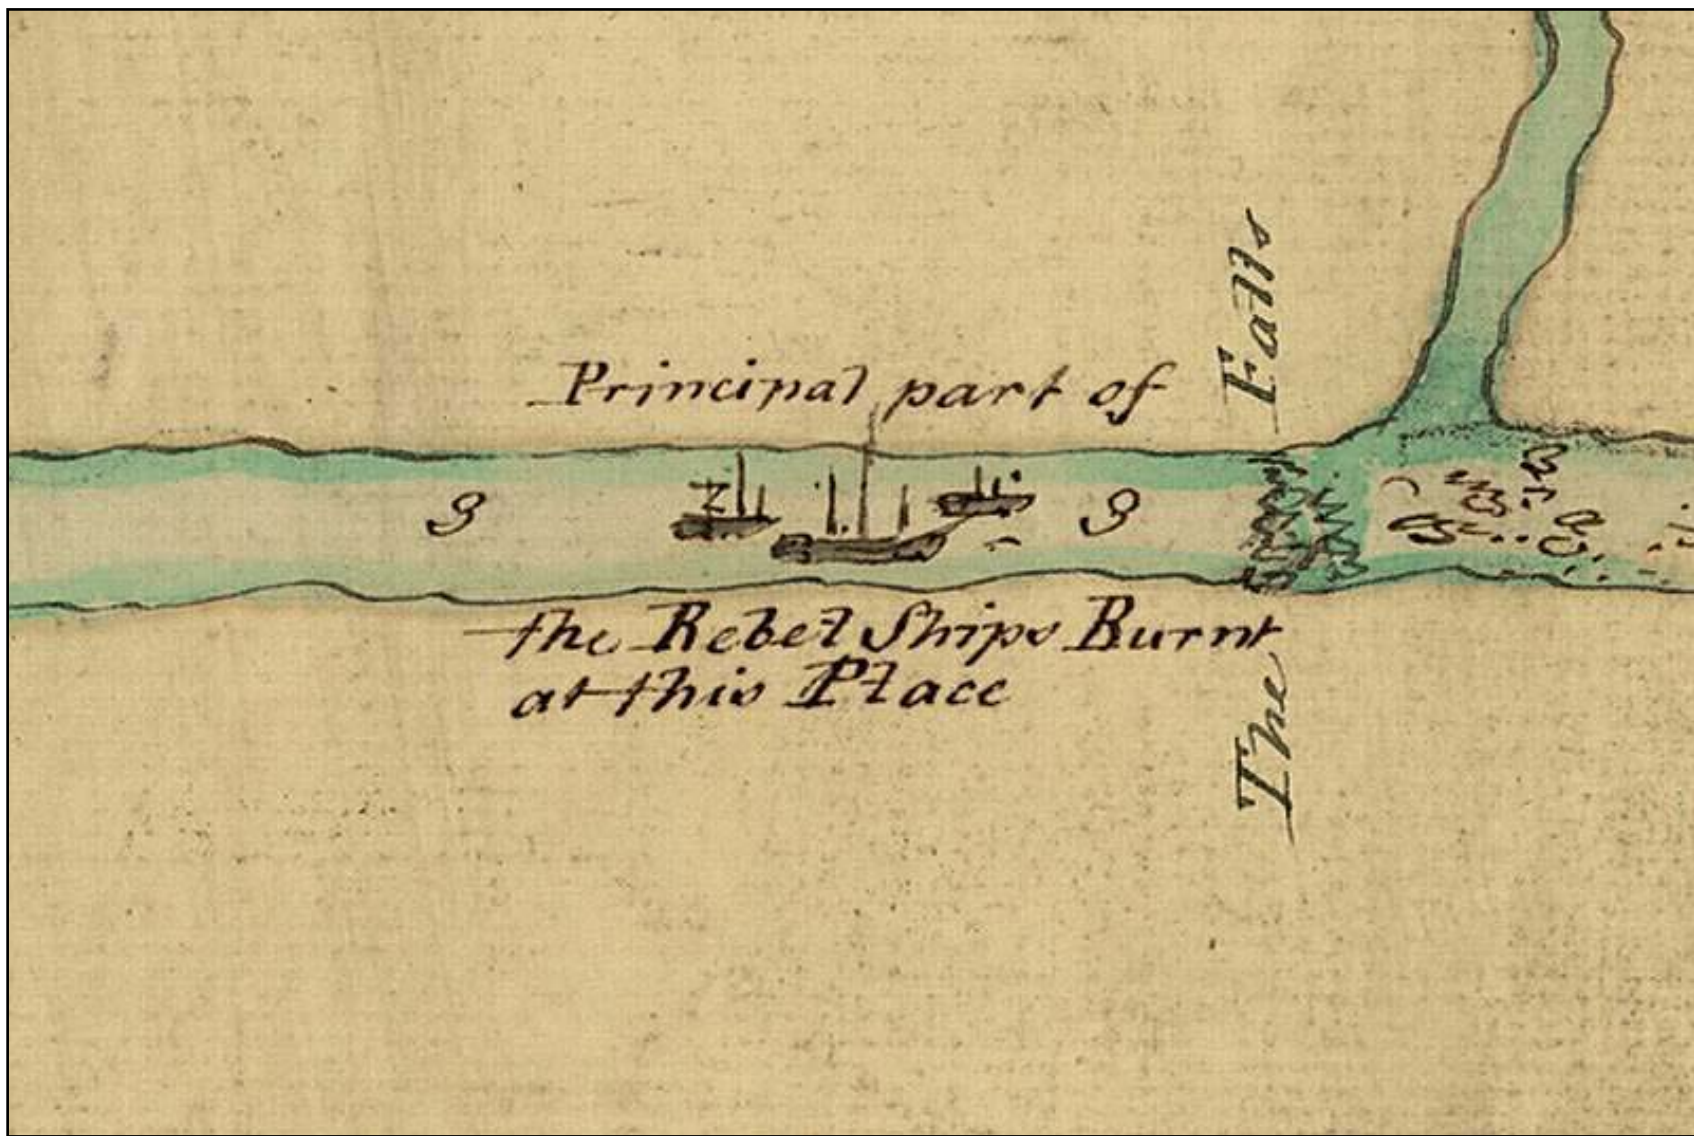 Principal part of
9 9
the Rebel Ships Burnt
at this Place
The Falls